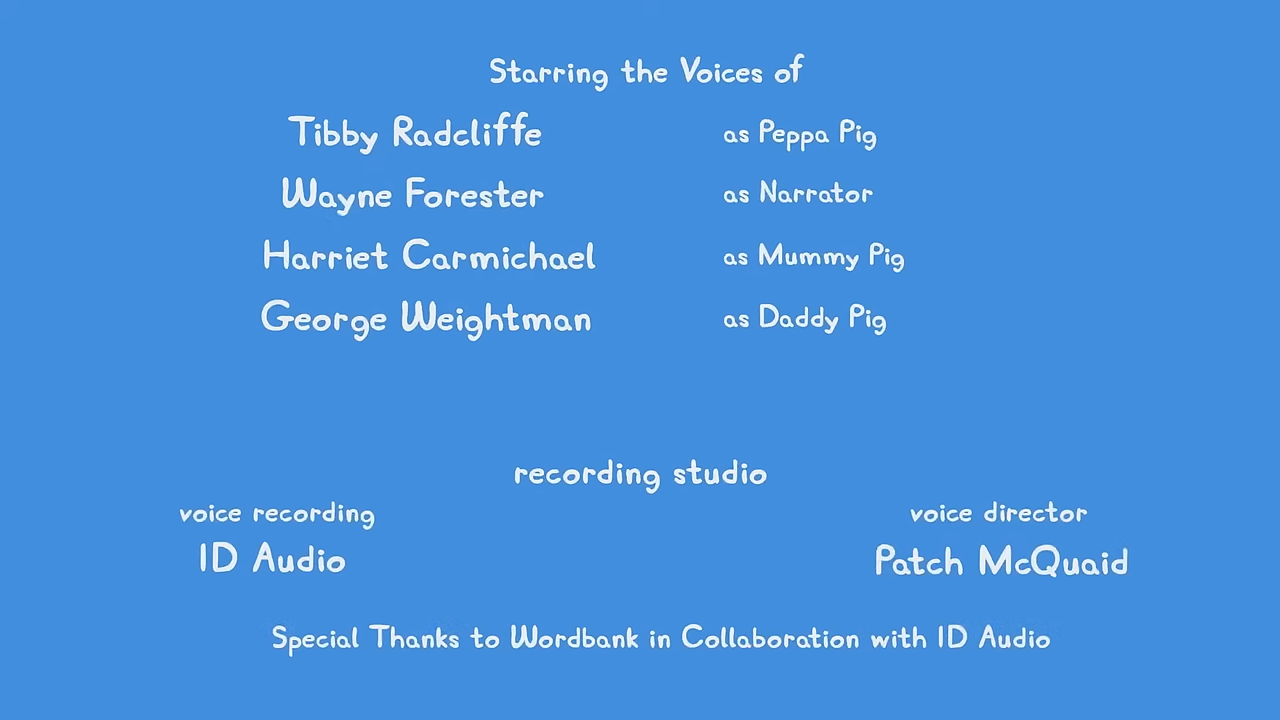 Starring the Voices of
Tibby Radcliffe as Peppa Pig
Wayne Forester as Narrator
Harriet Carmichael as Mummy Pig
George Weightman as Daddy Pig
recording studio
voice recording voice director
ID Audio Patch McQuaid
Special Thanks to Wordbank in Collaboration with ID Audio